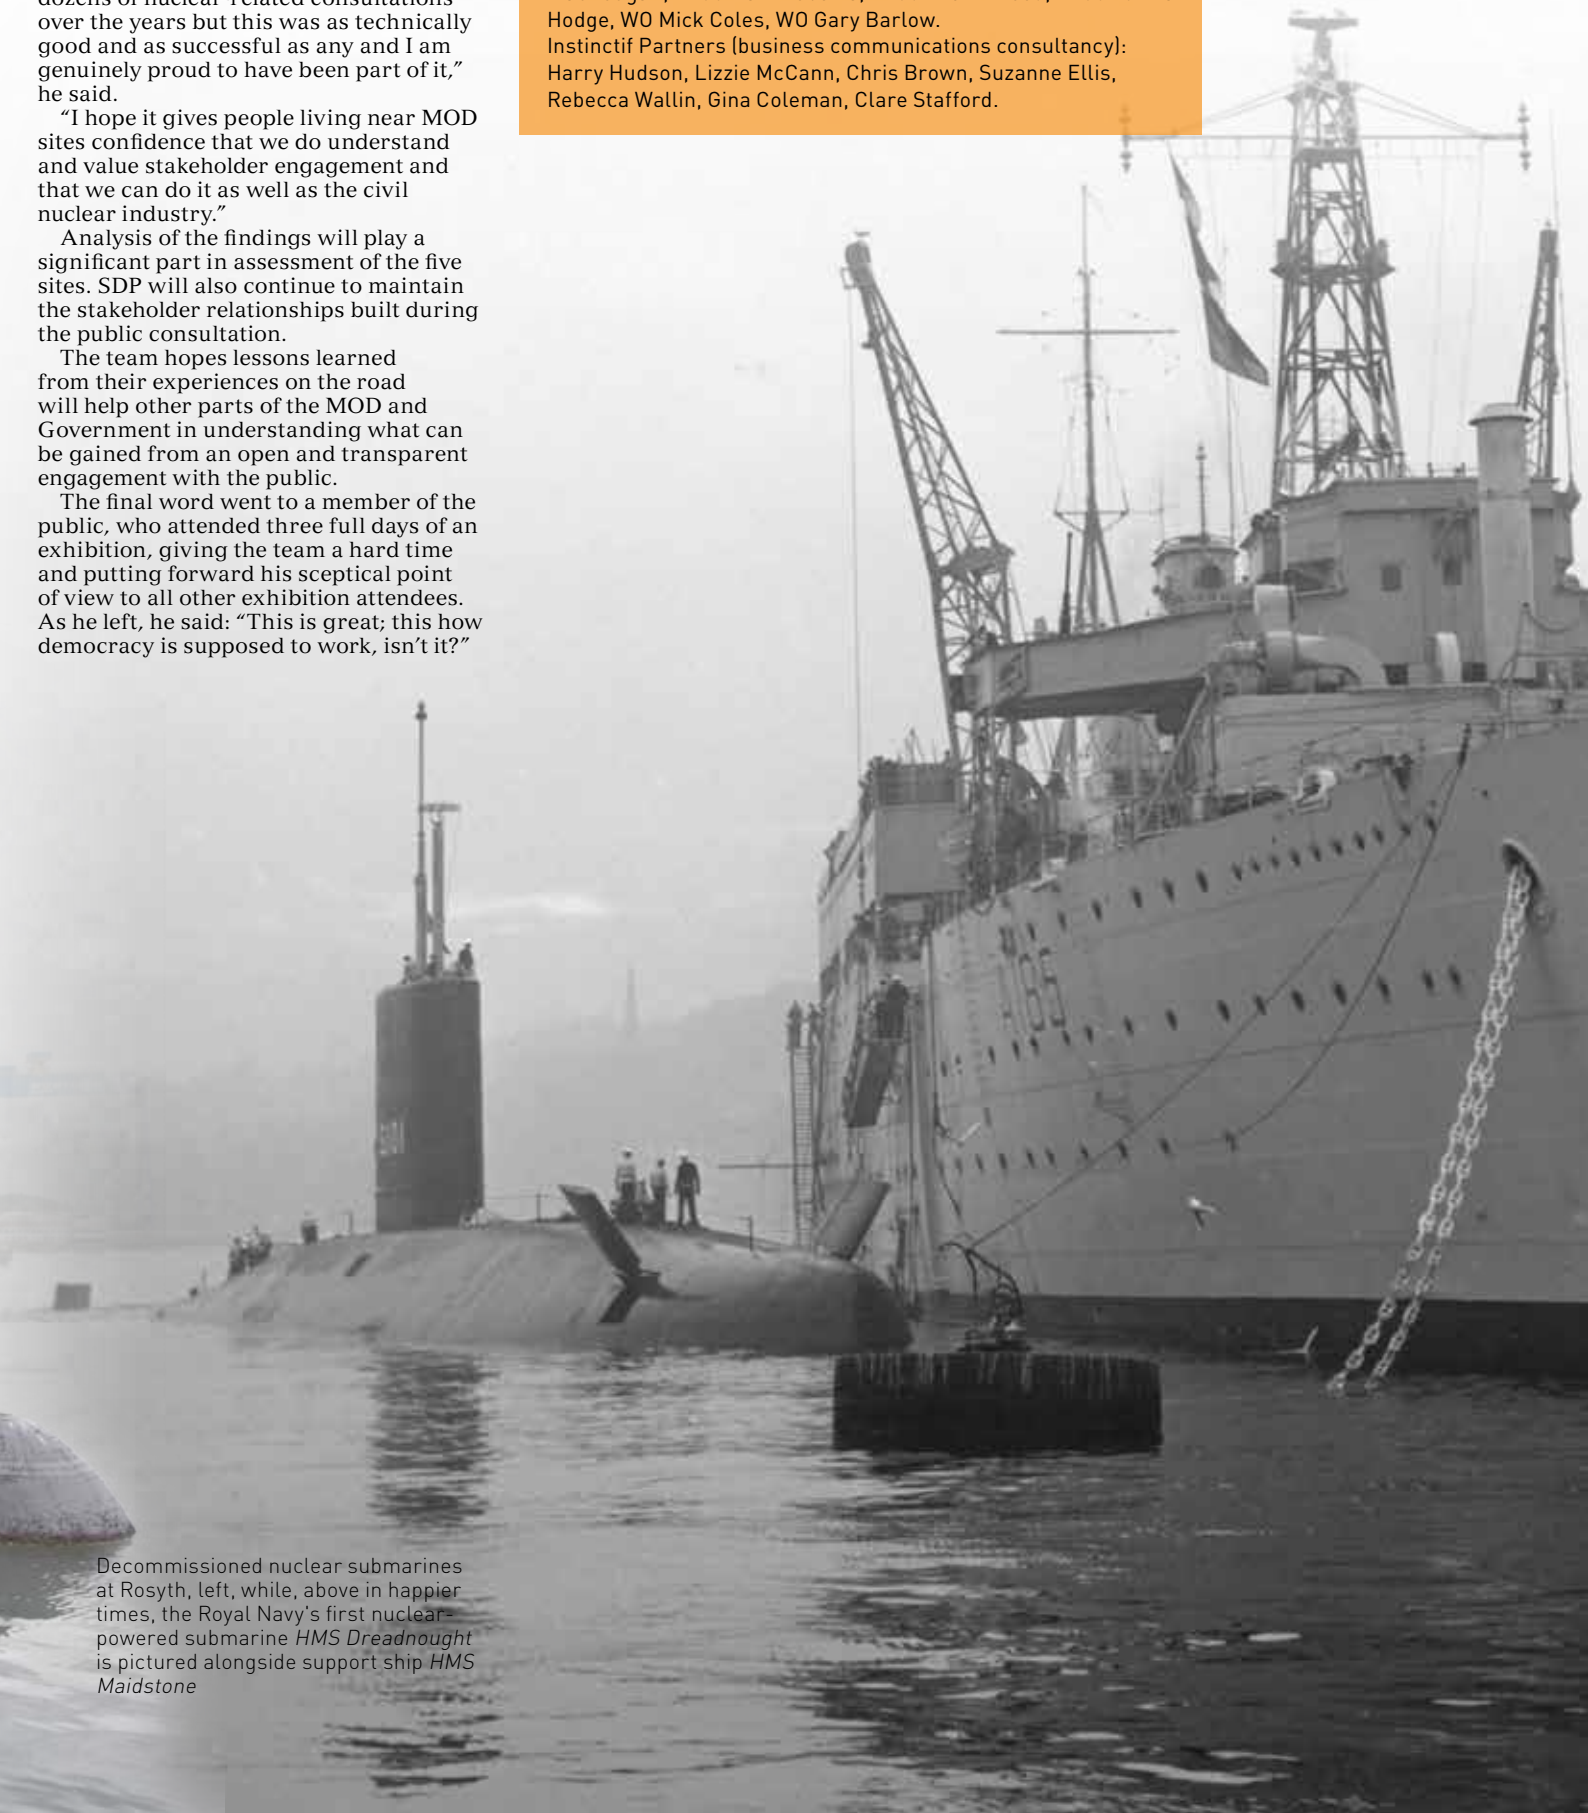 over the years but this was as technically
good and as successful as any and I am
genuinely proud to have been part of it,”
he said.
“I hope it gives people living near MOD
sites confidence that we do understand
and value stakeholder engagement and
that we can do it as well as the civil
nuclear industry.”
Analysis of the findings will play a
significant part in assessment of the five
sites. SDP will also continue to maintain
the stakeholder relationships built during
the public consultation.
The team hopes lessons learned
from their experiences on the road
will help other parts of the MOD and
Government in understanding what can
be gained from an open and transparent
engagement with the public.
The final word went to a member of the
public, who attended three full days of an
exhibition, giving the team a hard time
and putting forward his sceptical point
of view to all other exhibition attendees.
As he left, he said: “This is great; this how
democracy is supposed to work, isn’t it?”
Hodge, WO Mick Coles, WO Gary Barlow.
Instinctif Partners (business communications consultancy):
Harry Hudson, Lizzie McCann, Chris Brown, Suzanne Ellis,
Rebecca Wallin, Gina Coleman, Clare Stafford.
Decommissioned nuclear submarines
at Rosyth, left, while, above in happier
times, the Royal Navy's first nuclear-
powered submarine HMS Dreadnought
is pictured alongside support ship HMS
Maidstone